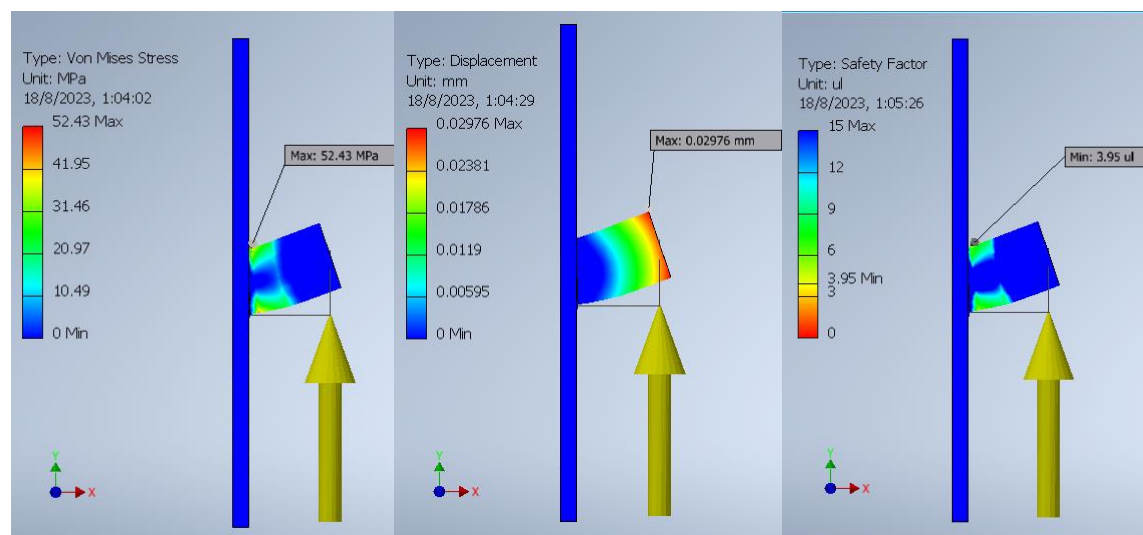 Type: Von Mises Stress
Unit: MPa
18/8/2023, 1:04:02
52.43 Max
41.95
31.46
20.97
10.49
0 Min
Max: 52.43 MPa
Y
X
Type: Displacement
Unit: mm
18/8/2023, 1:04:29
0.02976 Max
0.02381
0.01786
0.0119
0.00595
0 Min
Max: 0.02976 mm
Y
X
Type: Safety Factor
Unit: ul
18/8/2023, 1:05:26
15 Max
12
9
6
3.95 Min
3
0
Min: 3.95 ul
Y
X